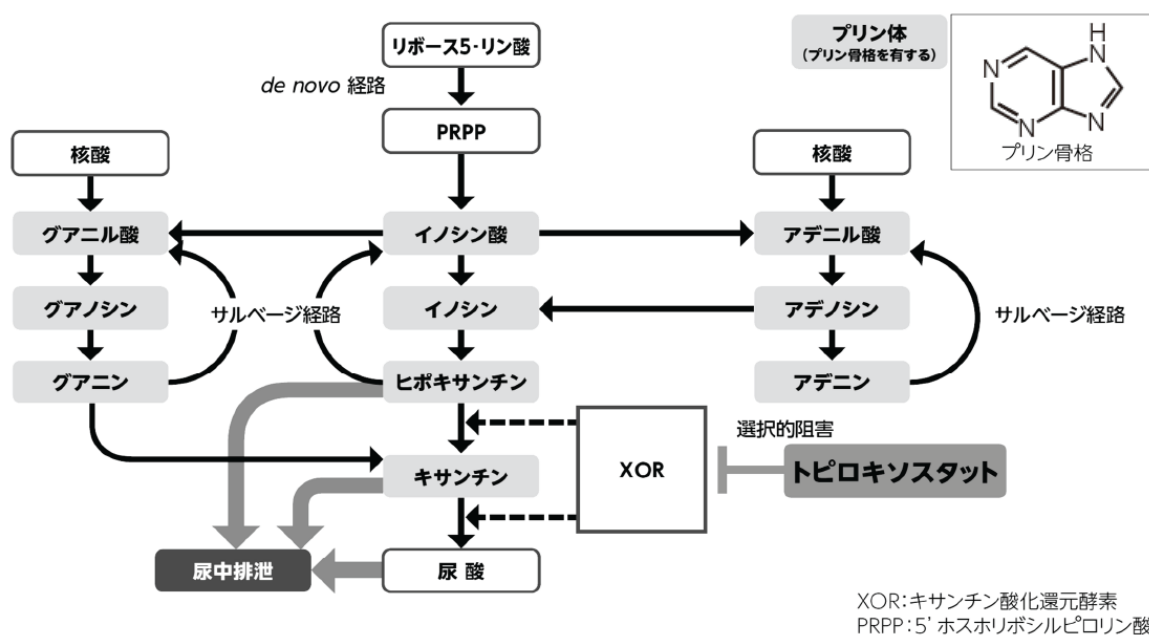 リボース5-リン酸
プリン体
(プリン骨格を有する)
H
N
N
N
N
プリン骨格
de novo 経路
PRPP
核酸
核酸
グアニル酸
イノシン酸
アデニル酸
グアノシン
サルベージ経路
イノシン
アデノシン
サルベージ経路
グアニン
ヒポキサンチン
アデニン
選択的阻害
キサンチン
XOR
トピロキソスタット
尿中排泄
尿 酸
XOR:キサンチン酸化還元酵素
PRPP:5' ホスホリボシルピロリン酸